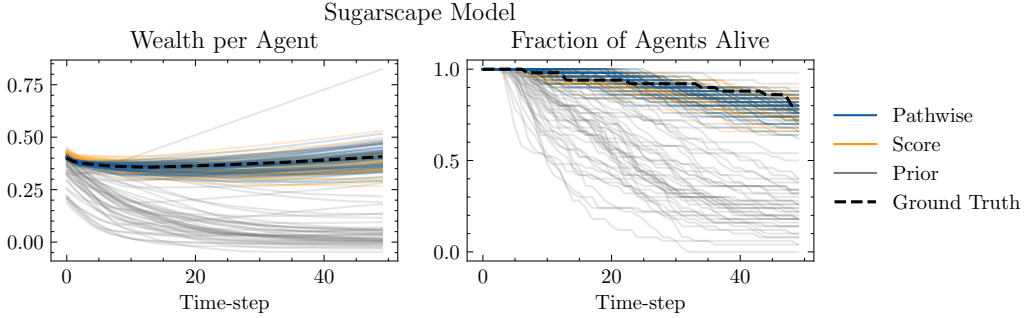 Sugarscape Model
Wealth per Agent
0.75
0.50
0.25
0.00
0
20
40
Time-step
Fraction of Agents Alive
1.0
0.5
0.0
0
20
40
Time-step
Pathwise
Score
Prior
Ground Truth